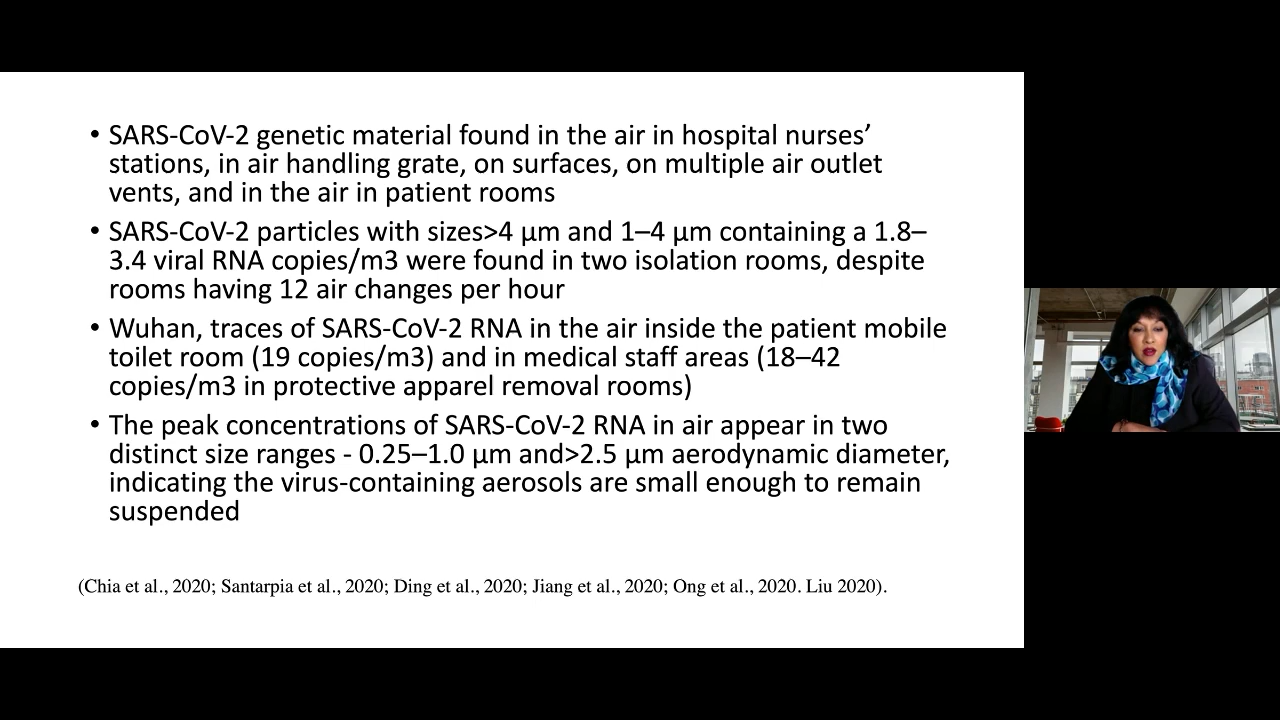 • SARS-CoV-2 genetic material found in the air in hospital nurses’
stations, in air handling grate, on surfaces, on multiple air outlet
vents, and in the air in patient rooms
• SARS-CoV-2 particles with sizes>4 µm and 1–4 µm containing a 1.8–
3.4 viral RNA copies/m3 were found in two isolation rooms, despite
rooms having 12 air changes per hour
• Wuhan, traces of SARS-CoV-2 RNA in the air inside the patient mobile
toilet room (19 copies/m3) and in medical staff areas (18–42
copies/m3 in protective apparel removal rooms)
• The peak concentrations of SARS-CoV-2 RNA in air appear in two
distinct size ranges - 0.25–1.0 µm and>2.5 µm aerodynamic diameter,
indicating the virus-containing aerosols are small enough to remain
suspended
(Chia et al., 2020; Santarpia et al., 2020; Ding et al., 2020; Jiang et al., 2020; Ong et al., 2020. Liu 2020).